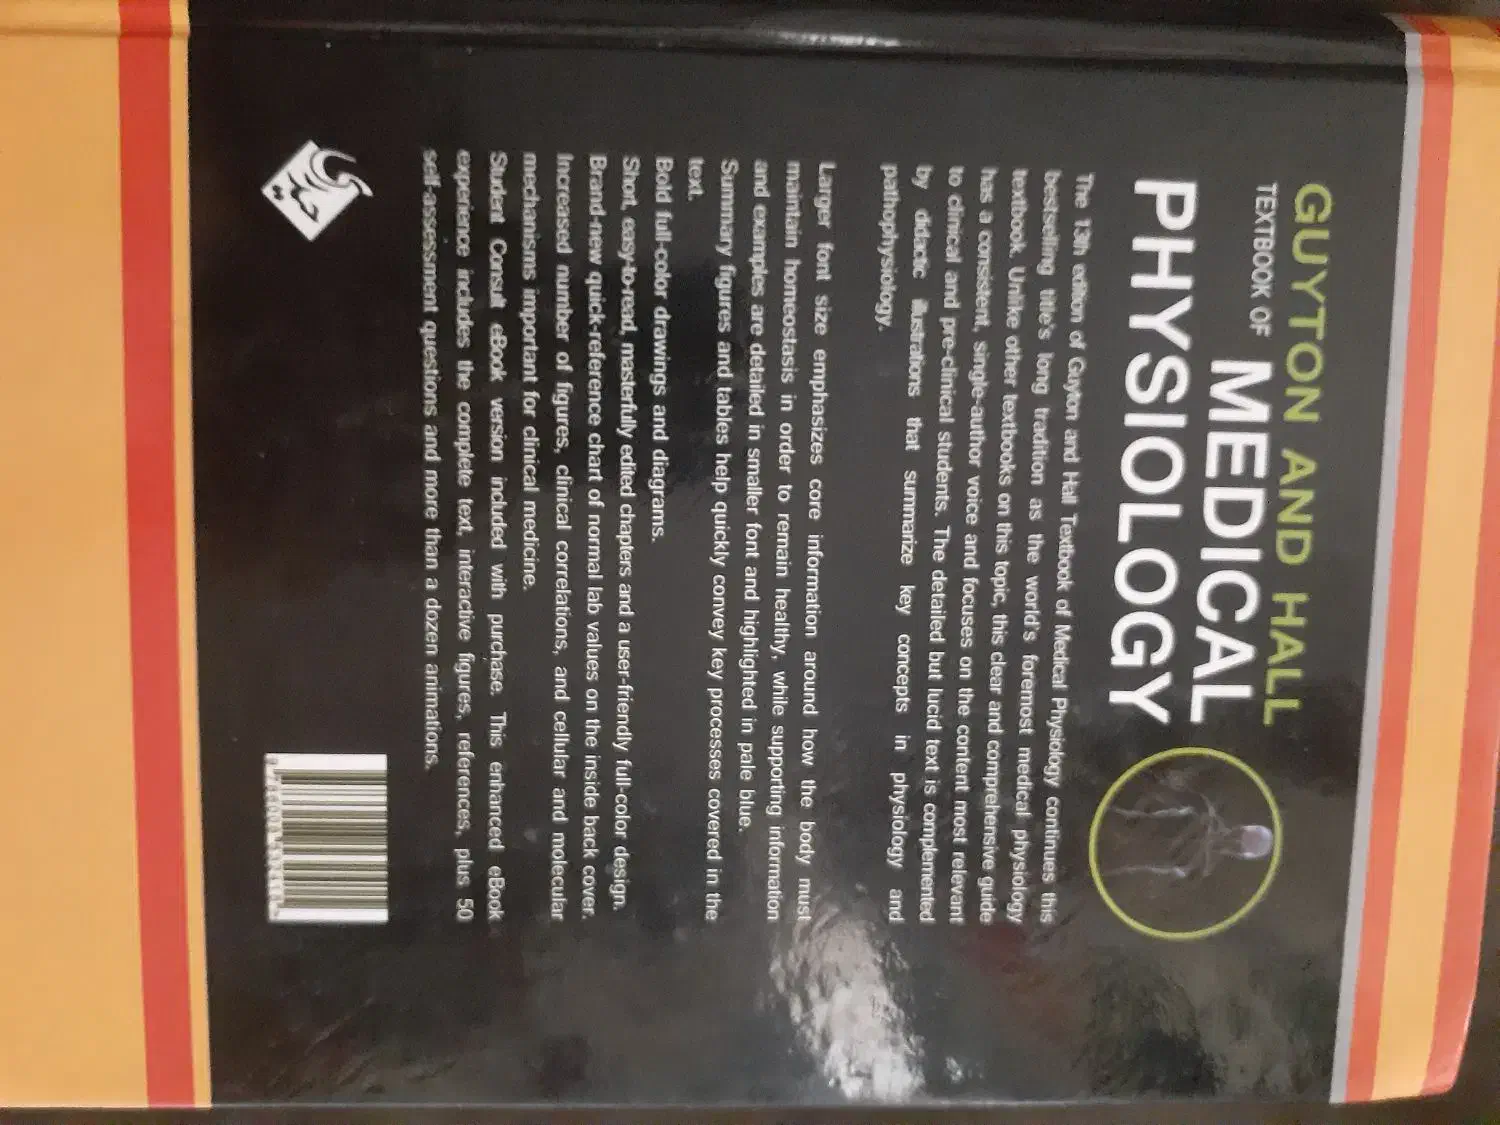 GUYTON AND HALL
TEXTBOOK OF MEDICAL
PHYSIOLOGY
The 13th edition of Guyton and Hall Textbook of Medical Physiology continues this
bestselling title's long tradition as the world's foremost medical physiology
textbook. Unlike other textbooks on this topic, this clear and comprehensive guide
has a consistent, single-author voice and focuses on the content most relevant
to clinical and pre-clinical students. The detailed but lucid text is complemented
by didactic illustrations that summarize key concepts in physiology and
pathophysiology.
Larger font size emphasizes core information around how the body must
maintain homeostasis in order to remain healthy, while supporting information
and examples are detailed in smaller font and highlighted in pale blue.
Summary figures and tables help quickly convey key processes covered in the
text.
Bold full-color drawings and diagrams.
Short, easy-to-read, masterfully edited chapters and a user-friendly full-color design.
Brand-new quick-reference chart of normal lab values on the inside back cover.
Increased number of figures, clinical correlations, and cellular and molecular
mechanisms important for clinical medicine.
Student Consult eBook version included with purchase. This enhanced eBook
experience includes the complete text, interactive figures, references, plus 50
self-assessment questions and more than a dozen animations.